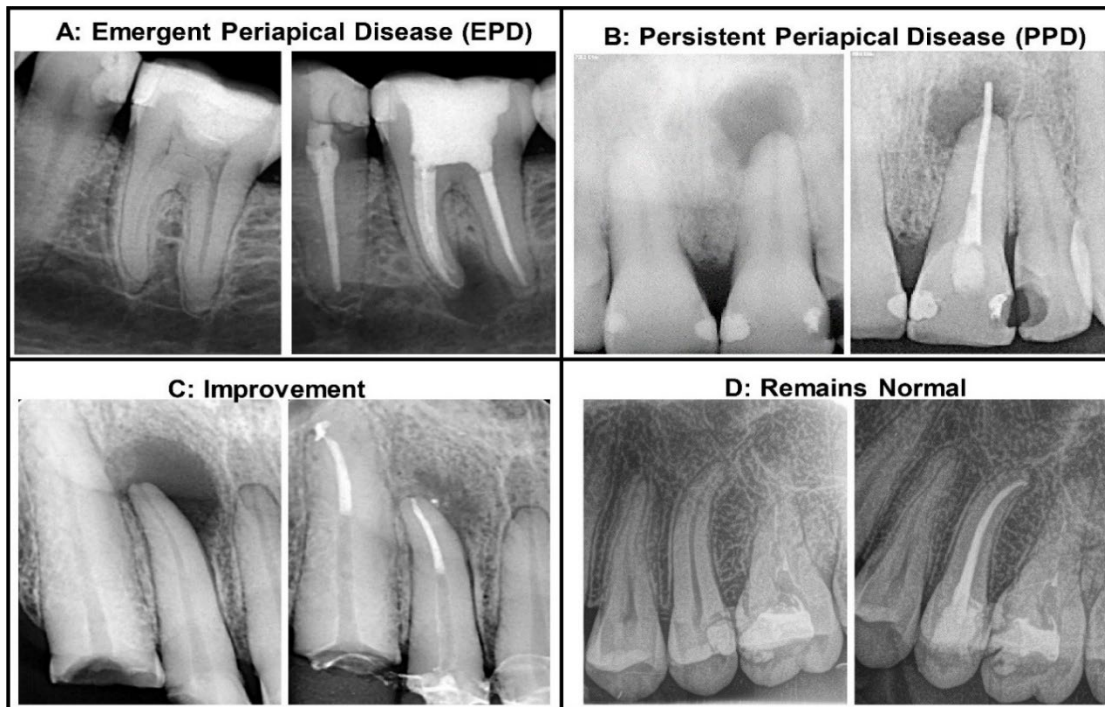 A: Emergent Periapical Disease (EPD)
B: Persistent Periapical Disease (PPD)
C: Improvement
D: Remains Normal